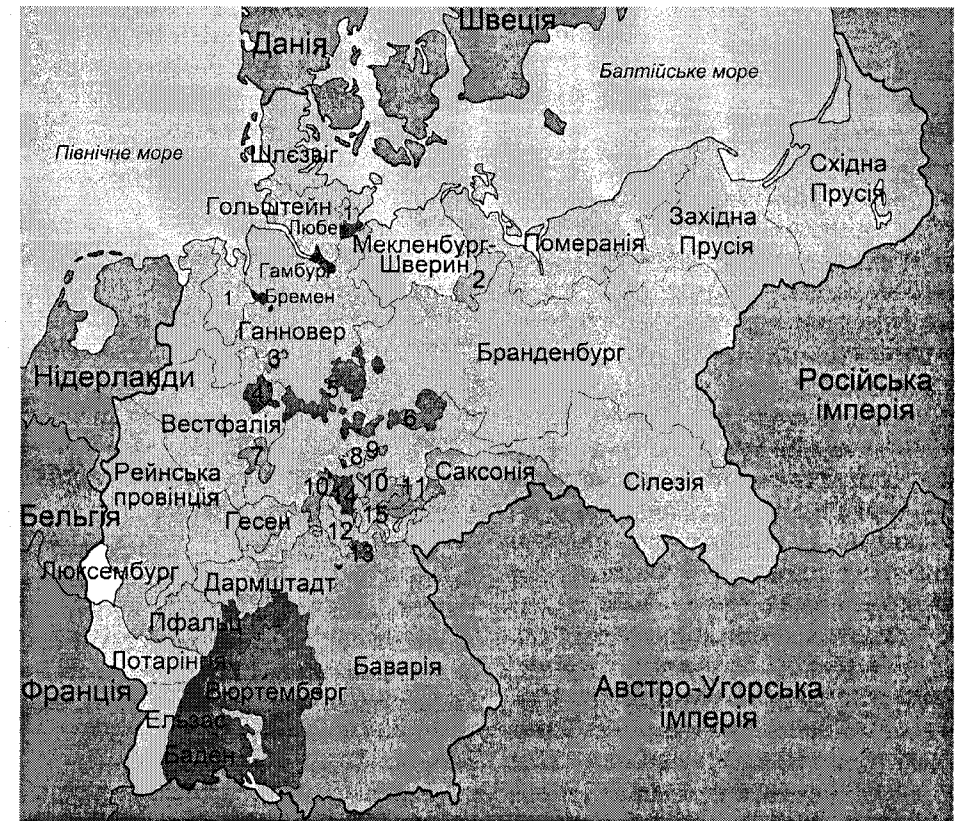 Швеція
Данія
Балтійське море
Північне море
Шлєзвіг
Східна
Прусія
Гольштейн
1
Любе
Західна
Прусія
Мекленбург-
Шверин
Померанія
2
Гамбург
1
Бремен
Ганновер
3
Бранденбург
Нідерланди
4
5
Російська
імперія
Вестфалія
6
7
8
9
Рейнська
провінція
Саксонія
Сілезія
10
14
10
11
Бельгія
Гесен
12
15
13
Люксембург
Дармштадт
Пфальц
Лотарінгія
Баварія
Франція
Вюртемберг
Австро-Угорська
імперія
Ельзас
Баден